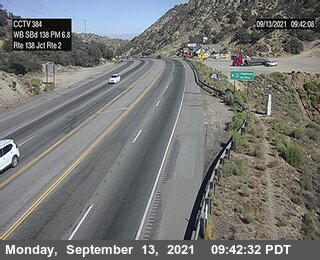 CCTV 384
WB SBd 138 PM 6.8
Rte 138 Jct Rte 2
09/13/2021 09:42:08
Monday, September 13, 2021 09:42:32 PDT